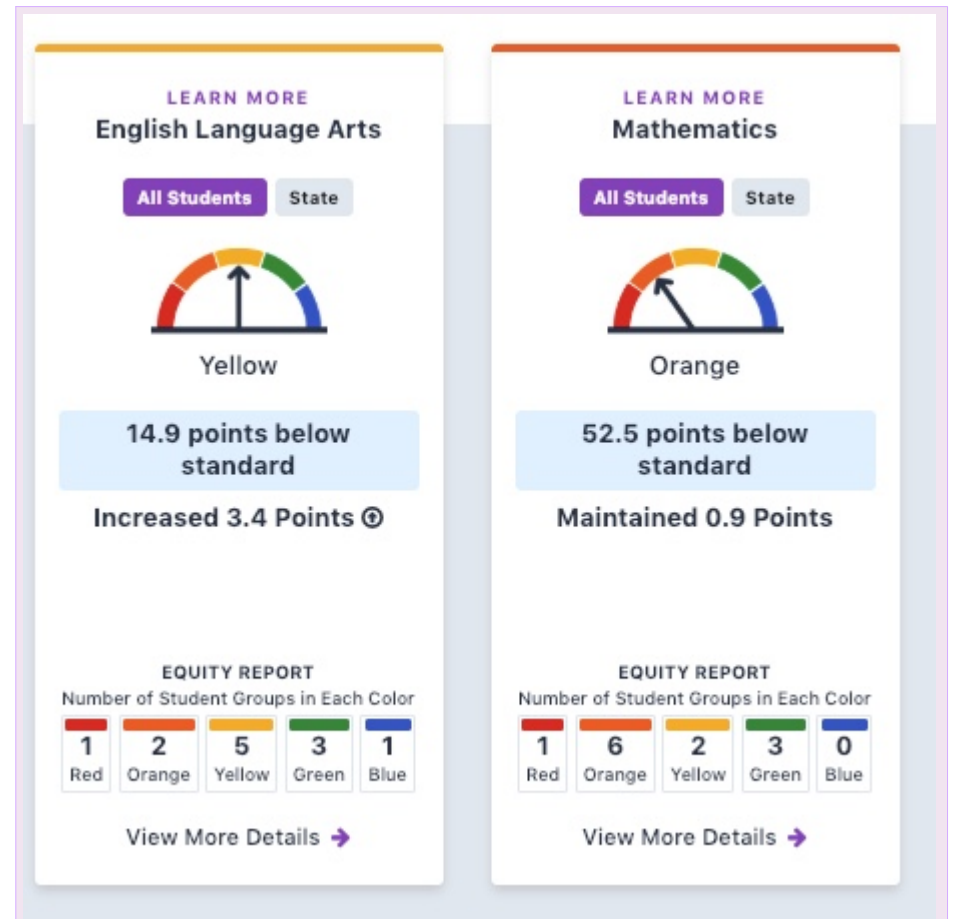 LEARN MORE
English Language Arts
All Students State
Yellow
14.9 points below
standard
Increased 3.4 Points
EQUITY REPORT
Number of Student Groups in Each Color
1 2 5 3 1
Red Orange Yellow Green Blue
View More Details
LEARN MORE
Mathematics
All Students State
Orange
52.5 points below
standard
Maintained 0.9 Points
EQUITY REPORT
Number of Student Groups in Each Color
1 6 2 3 0
Red Orange Yellow Green Blue
View More Details